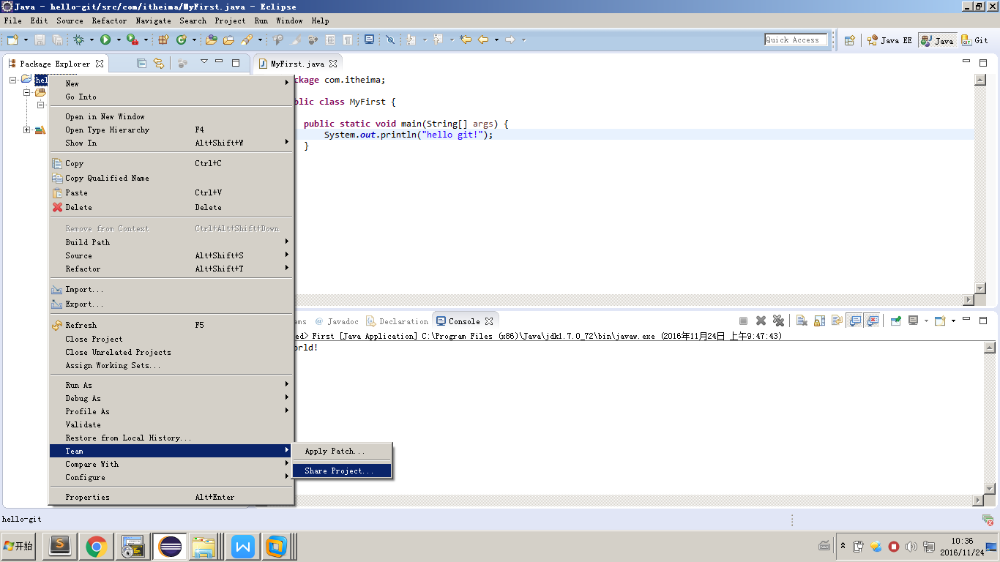 Java - hello-git/src/com/itheima/MyFirst.java - Eclipse
File Edit Source Refactor Navigate Search Project Run Window Help
Quick Access
Java EE
Java
Git
Package Explorer
MyFirst.java
hel
New
Go Into
Open in New Window
Open Type Hierarchy F4
Show In Alt+Shift+W
Copy Ctrl+C
Copy Qualified Name
Paste Ctrl+V
Delete Delete
Remove from Context Ctrl+Alt+Shift+Down
Build Path
Source Alt+Shift+S
Refactor Alt+Shift+T
Import...
Export...
Refresh F5
Close Project
Close Unrelated Projects
Assign Working Sets...
Run As
Debug As
Profile As
Validate
Restore from Local History...
Team
Compare With
Configure
Properties Alt+Enter
Apply Patch...
Share Project...
ckage com.itheima;
blic class MyFirst {
public static void main(String[] args) {
System.out.println("hello git!");
}
ems @ Javadoc Declaration Console
ed> First [Java Application] C:\Program Files (x86)\Java\jdk1.7.0_72\bin\javaw.exe (2016年11月24日 上午9:47:43)
orld!
hello-git
开始
10:36
2016/11/24